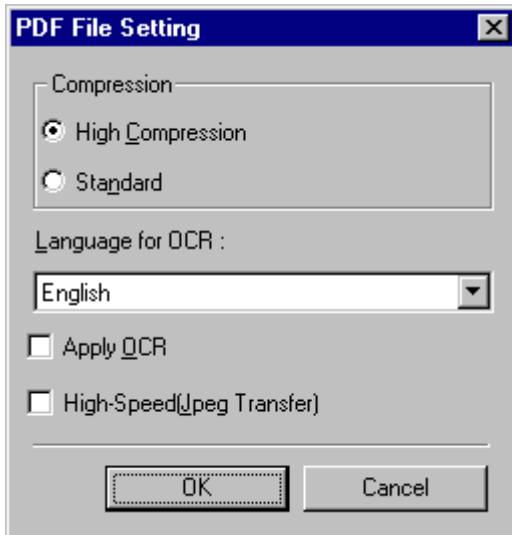 PDF File Setting
Compression
High Compression
Standard
Language for OCR :
English
Apply OCR
High-Speed(Jpeg Transfer)
OK Cancel